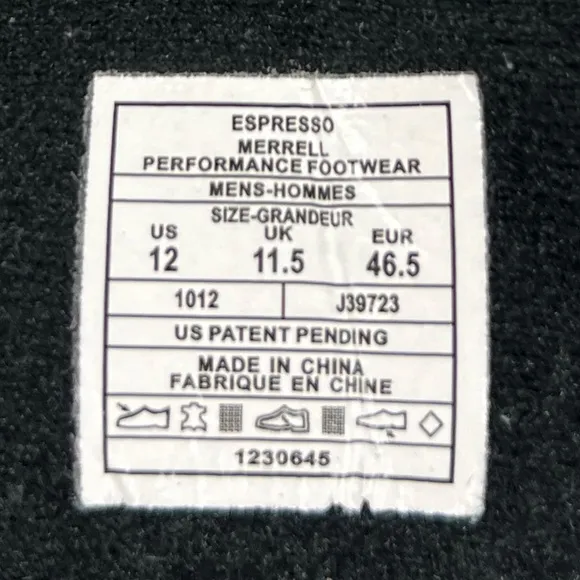 ESPRESSO
MERRELL
PERFORMANCE FOOTWEAR
MENS-HOMMES
SIZE-GRANDEUR
US UK EUR
12 11.5 46.5
1012 J39723
US PATENT PENDING
MADE IN CHINA
FABRIQUE EN CHINE
1230645